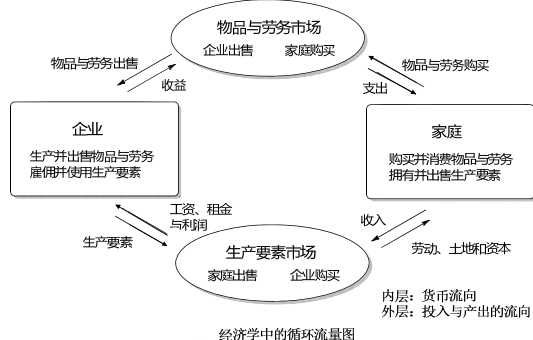 物品与劳务市场
企业出售 家庭购买
物品与劳务出售
收益
物品与劳务购买
支出
企业
生产并出售物品与劳务
雇佣并使用生产要素
家庭
购买并消费物品与劳务
拥有并出售生产要素
工资、租金
与利润
生产要素
生产要素市场
家庭出售 企业购买
收入
劳动、土地和资本
内层：货币流向
外层：投入与产出的流向
经济学中的循环流量图